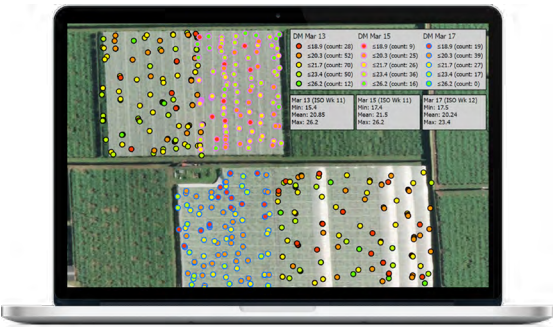 DM Mar 13 DM Mar 15 DM Mar 17
≤18.9 (count: 28) ≤18.9 (count: 9) ≤18.9 (count: 19)
≤20.3 (count: 52) ≤20.3 (count: 25) ≤20.3 (count: 39)
≤21.7 (count: 70) ≤21.7 (count: 26) ≤21.7 (count: 27)
≤23.4 (count: 50) ≤23.4 (count: 36) ≤23.4 (count: 17)
≤26.2 (count: 12) ≤26.2 (count: 16) ≤26.2 (count: 0)
Mar 13 (ISO Wk 11) Mar 15 (ISO Wk 11) Mar 17 (ISO Wk 12)
Min: 15.4 Min: 17.4 Min: 17.5
Mean: 20.85 Mean: 21.5 Mean: 20.24
Max: 26.2 Max: 26.2 Max: 23.4